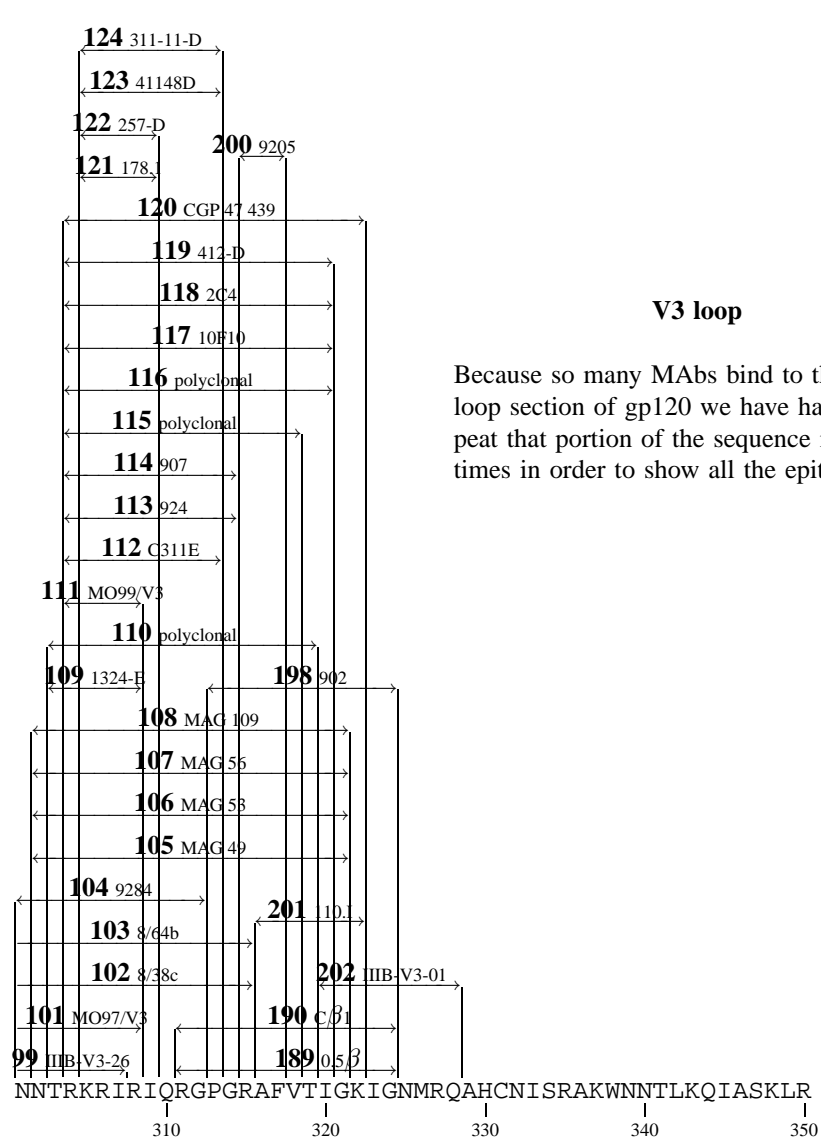 124 311-11-D
123 41148D
122 257-D
200 9205
121 178.1
120 CGP 47 439
119 412-D
118 2C4
117 10F10
V3 loop
116 polyclonal
Because so many MAbs bind to
115 polyclonal
loop section of gp120 we have
peat that portion of the sequence
114 907
times in order to show all the
113 924
112 C311E
111 MO99/V3
110 polyclonal
109 1324-E
198 902
108 MAG 109
107 MAG 56
106 MAG 53
105 MAG 49
104 9284
201 110.I
103 8/64b
102 8/38c
202 IIIB-V3-01
101 MO97/V3
190 Cβ1
99 IIIB-V3-26
189 0.5β
NNTRKRIRIQRGPGRAFVTIGKIGNMRQAHCNISRAKWNNTLKQIASKLR
310 320 330 340 350